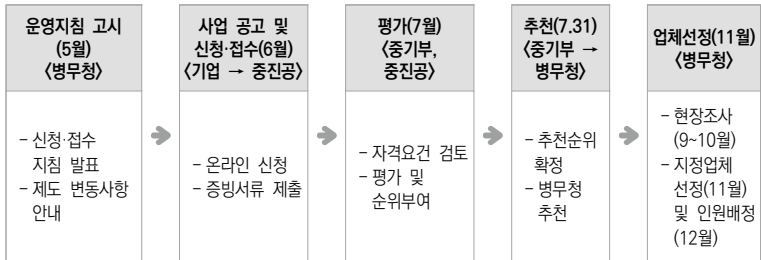 운영지침 고시
(5월)
〈병무청〉
- 신청·접수
지침 발표
- 제도 변동사항
안내
사업 공고 및
신청·접수(6월)
〈기업 → 중진공〉
- 온라인 신청
- 증빙서류 제출
평가(7월)
〈중기부,
중진공〉
- 자격요건 검토
- 평가 및
순위부여
추천(7.31)
〈중기부 →
병무청〉
- 추천순위
확정
- 병무청
추천
업체선정(11월)
〈병무청〉
- 현장조사
(9~10월)
- 지정업체
선정(11월)
및 인원배정
(12월)